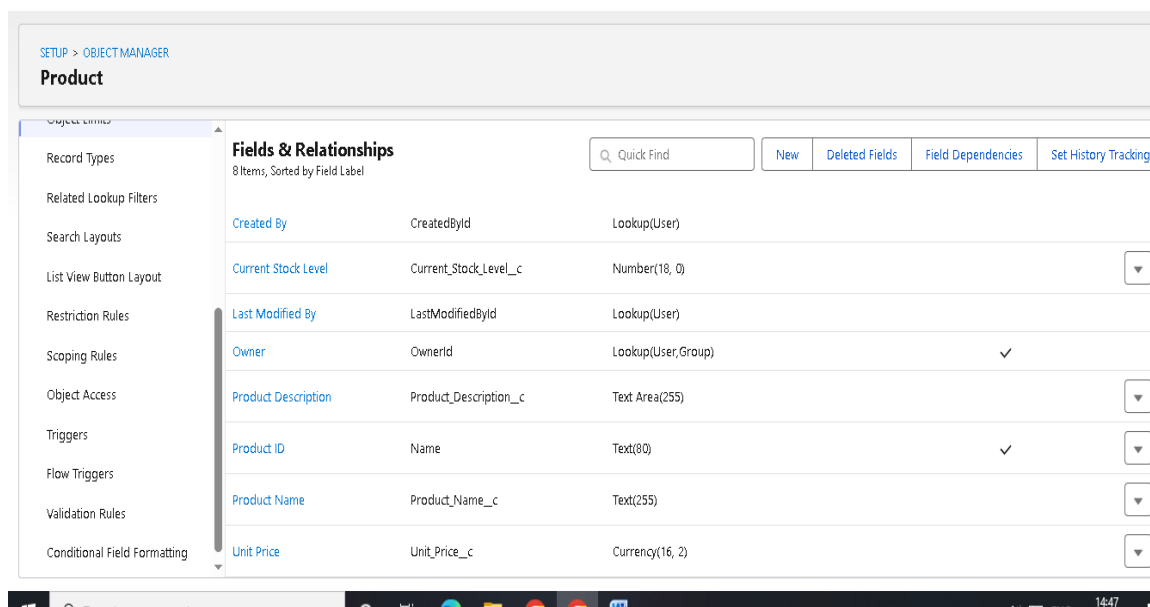 SETUP > OBJECT MANAGER
Product
Object Limits
Record Types
Related Lookup Filters
Search Layouts
List View Button Layout
Restriction Rules
Scoping Rules
Object Access
Triggers
Flow Triggers
Validation Rules
Conditional Field Formatting
Fields & Relationships
8 Items, Sorted by Field Label
Quick Find
New
Deleted Fields
Field Dependencies
Set History Tracking
Created By CreatedById Lookup(User)
Current Stock Level Current_Stock_Level__c Number(18, 0)
Last Modified By LastModifiedById Lookup(User)
Owner OwnerId Lookup(User,Group)
Product Description Product_Description__c Text Area(255)
Product ID Name Text(80)
Product Name Product_Name__c Text(255)
Unit Price Unit_Price__c Currency(16, 2)
14:47